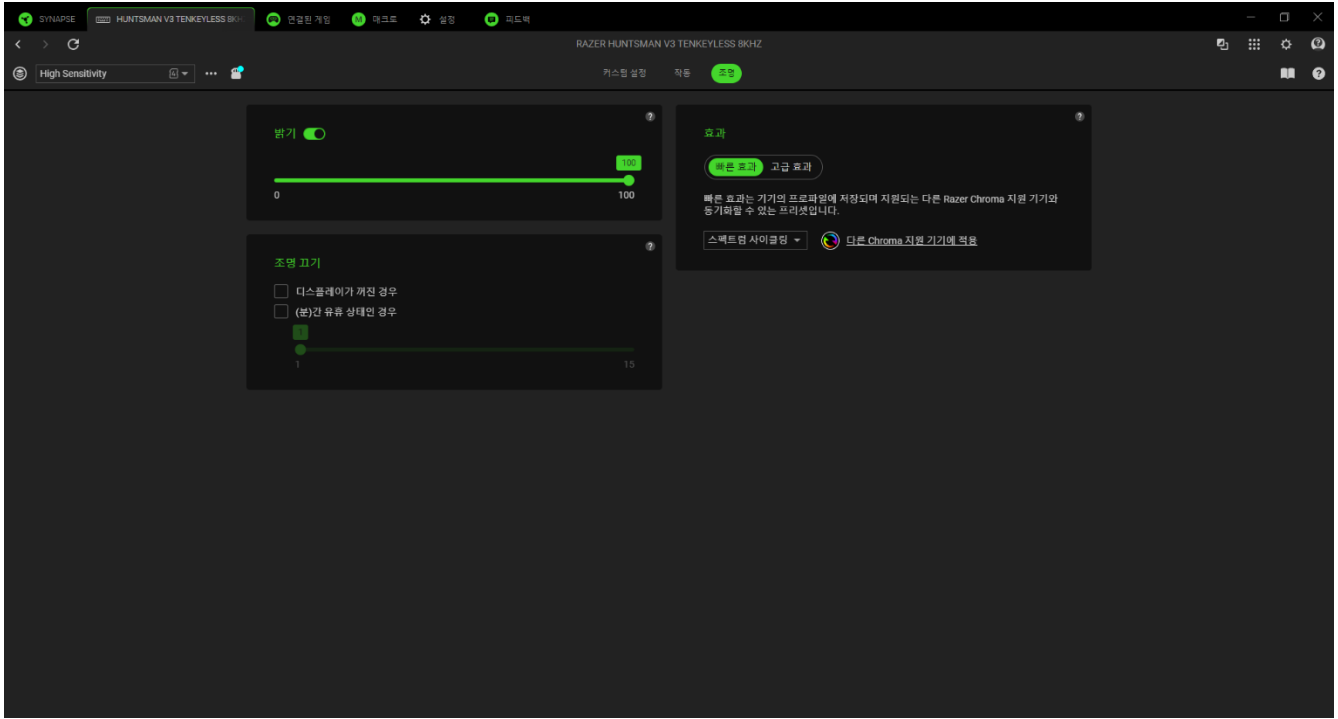 SYNAPSE
HUNTSMAN V3 TENKEYLESS 8KH
연결된 게임
매크로
설정
피드백
RAZER HUNTSMAN V3 TENKEYLESS 8KHZ
High Sensitivity
커스텀 설정
작동
조명
밝기
100
0
100
조명 끄기
디스플레이가 꺼진 경우
(분)간 유휴 상태인 경우
1
1
15
효과
빠른 효과
고급 효과
빠른 효과는 기기의 프로파일에 저장되며 지원되는 다른 Razer Chroma 지원 기기와
동기화할 수 있는 프리셋입니다.
스펙트럼 사이클링
다른 Chroma 지원 기기에 적용